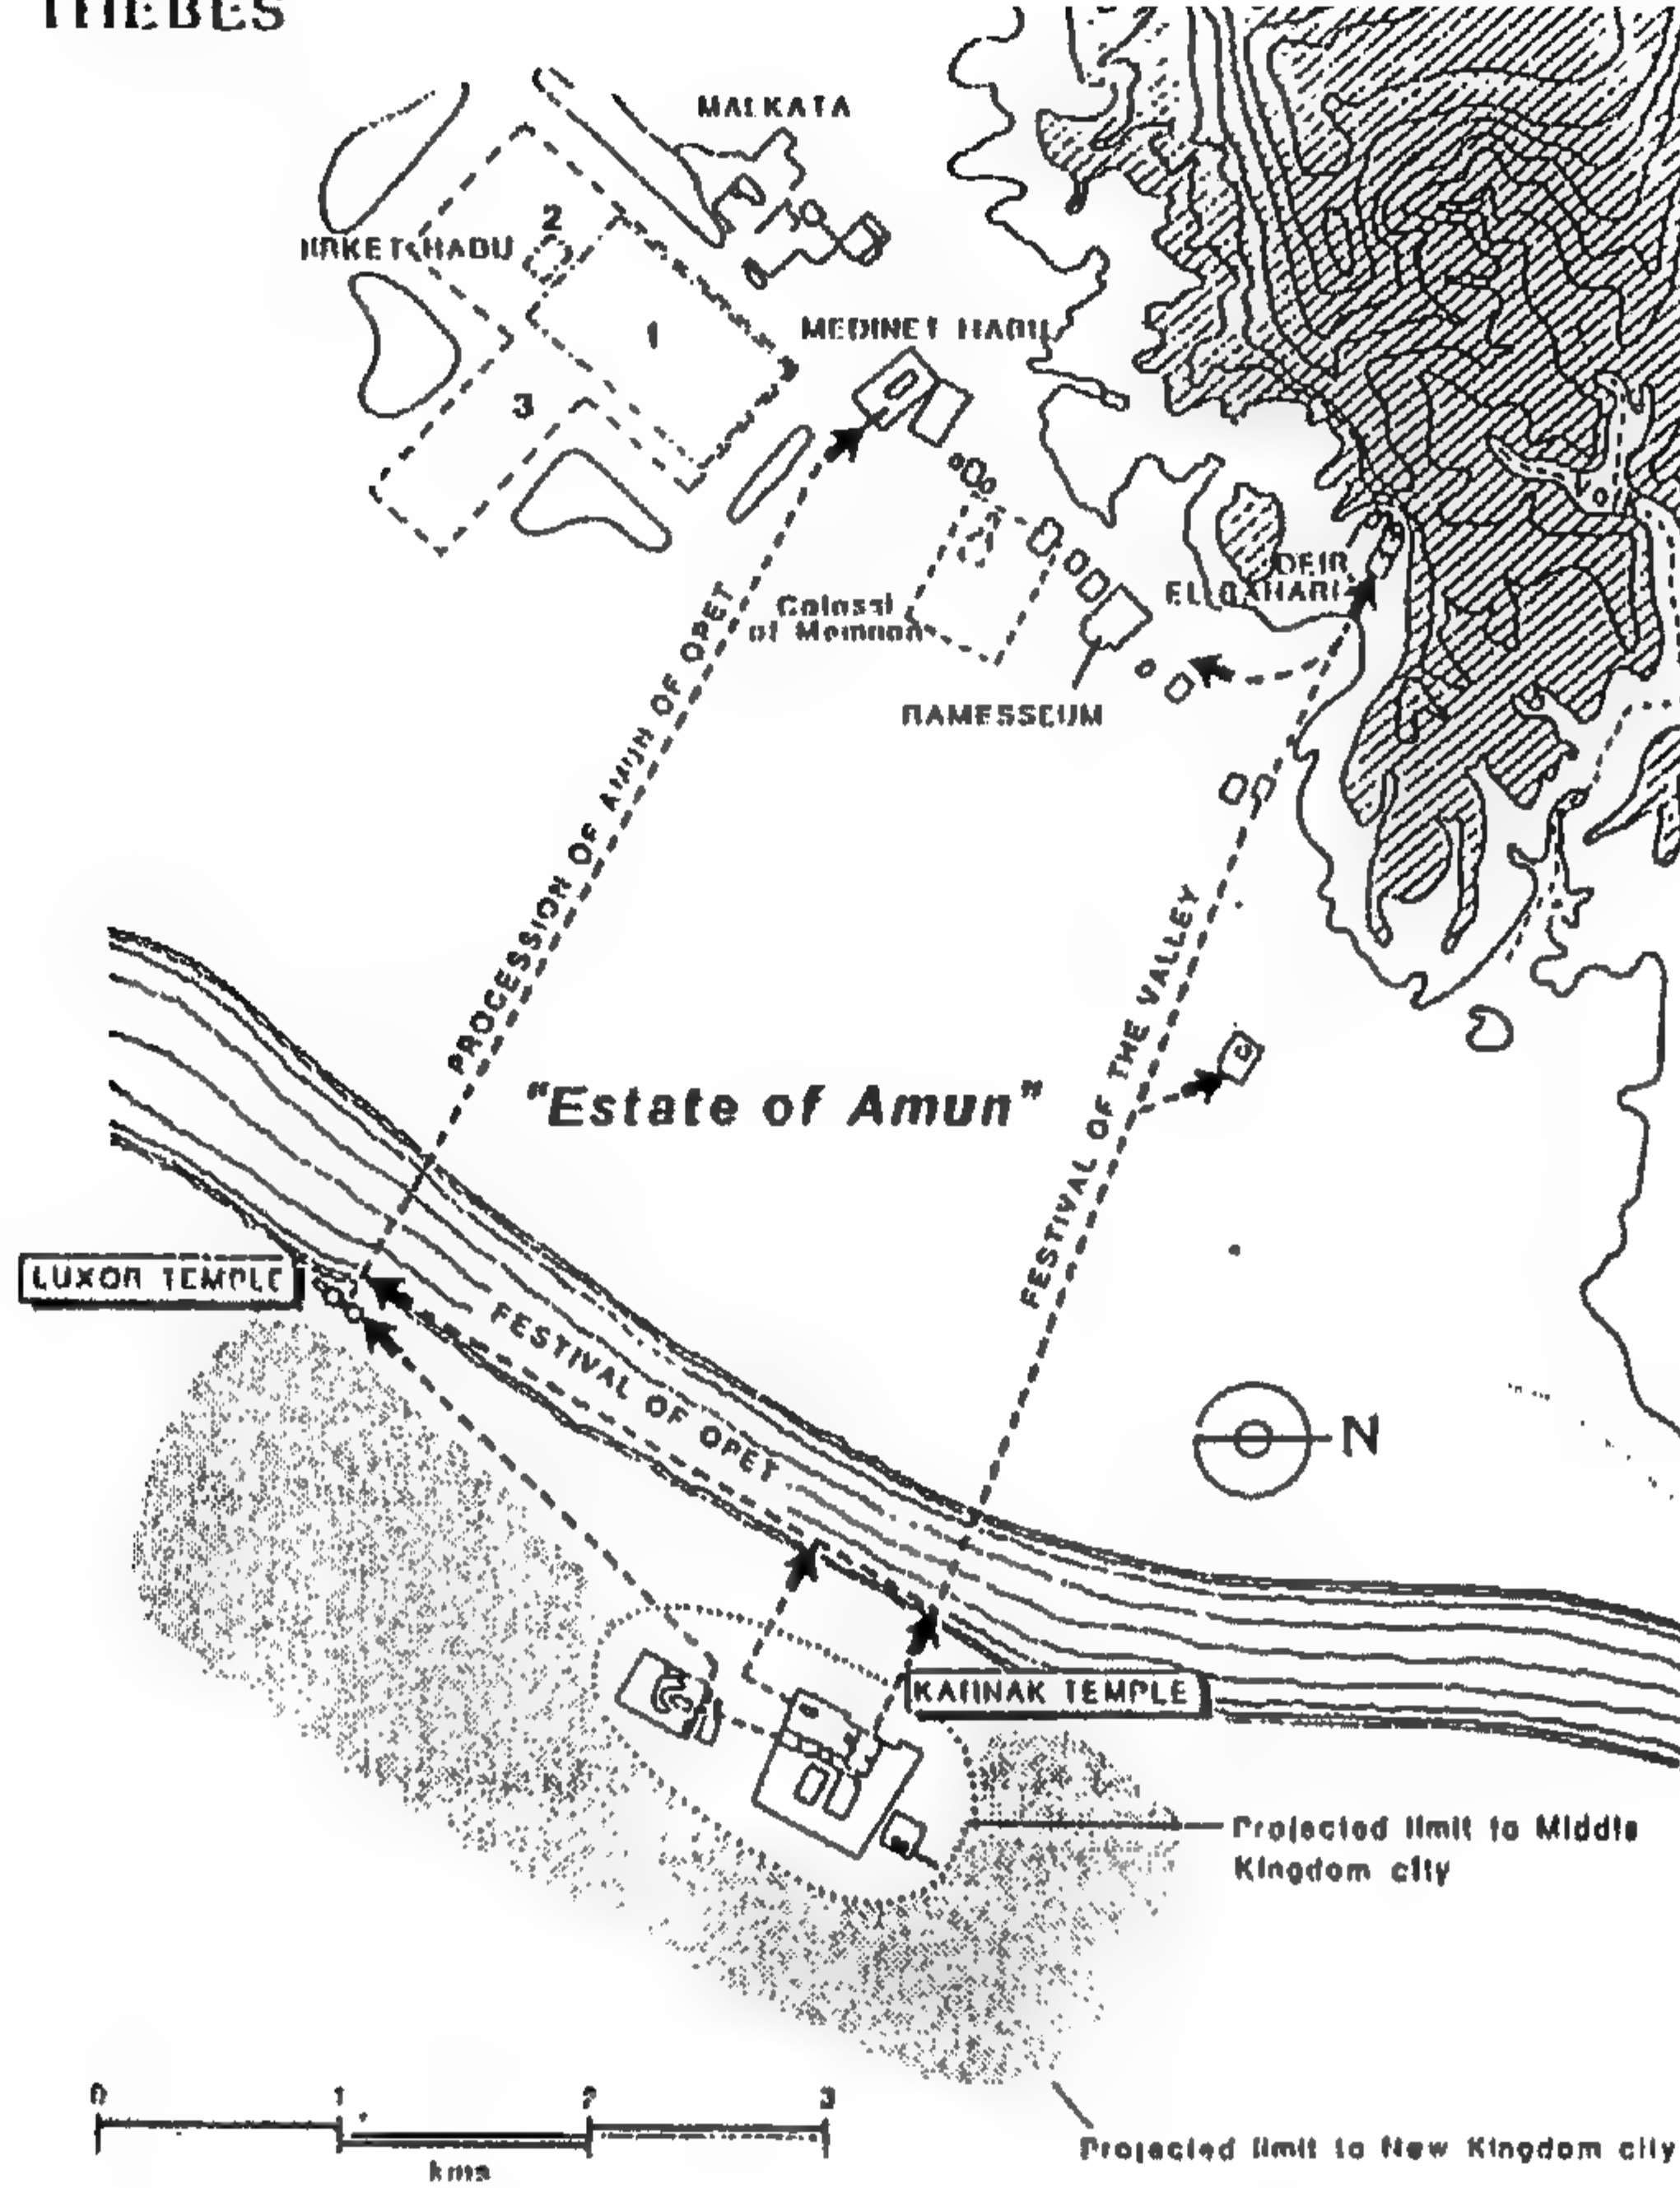 THEBES
MALKATA
2
BIRKET HABU
1
MEDINET HABU
3
DEIR
EL BAHARI
Colossi
of Memnon
RAMESSEUM
PROCESSION OF AMUN OF OPET
FESTIVAL OF THE VALLEY
"Estate of Amun"
LUXOR TEMPLE
FESTIVAL OF OPET
N
KARNAK TEMPLE
Projected limit to Middle
Kingdom city
0 1 2 3
kms
Projected limit to New Kingdom city